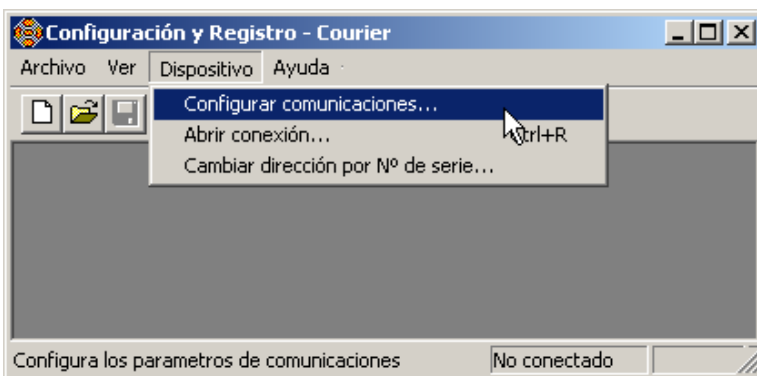 Configuración y Registro - Courier
Archivo Ver Dispositivo Ayuda
Configurar comunicaciones...
Abrir conexión... Ctrl+R
Cambiar dirección por Nº de serie...
Configura los parametros de comunicaciones No conectado